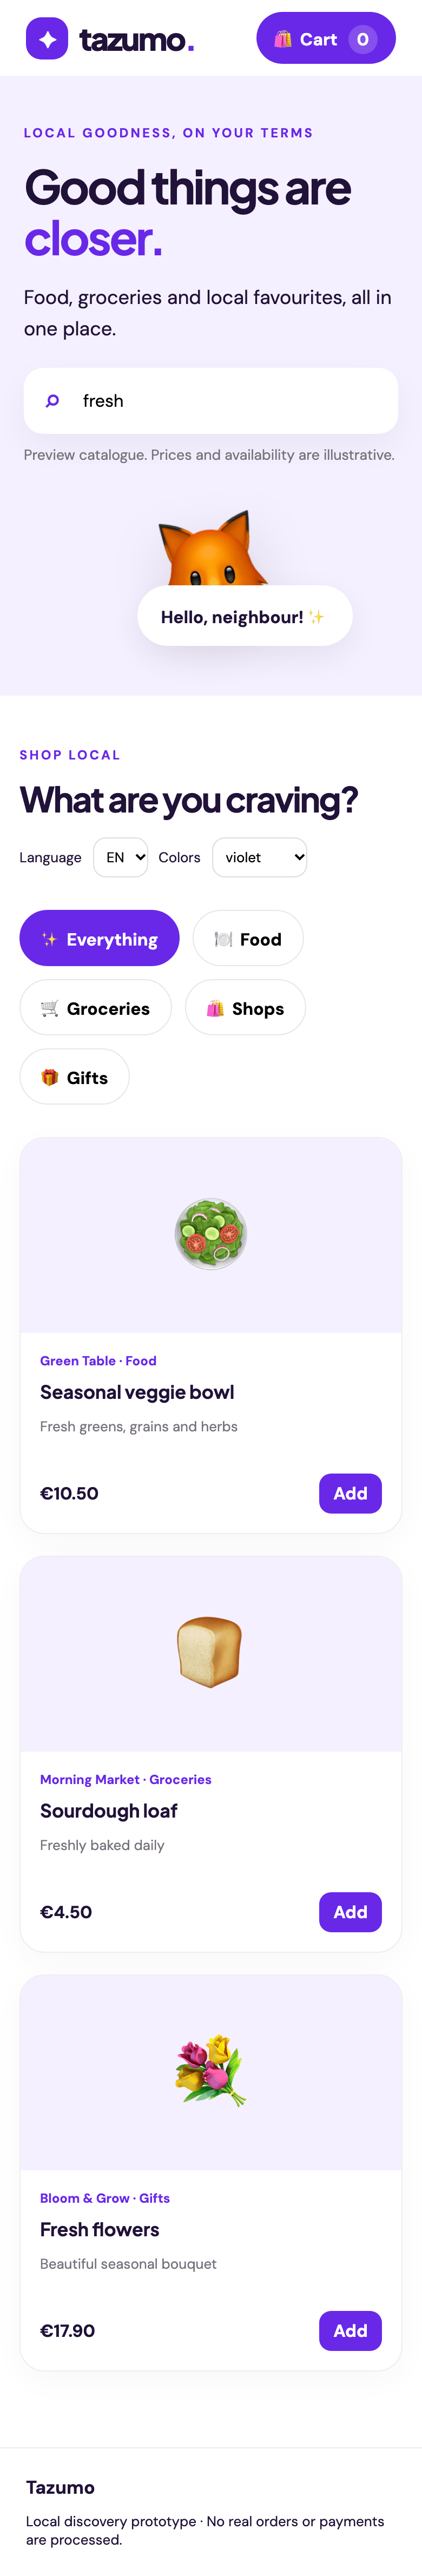 tazumo.
Cart 0
LOCAL GOODNESS, ON YOUR TERMS
Good things are
closer.
Food, groceries and local favourites, all in
one place.
fresh
Preview catalogue. Prices and availability are illustrative.
Hello, neighbour! ✨
SHOP LOCAL
What are you craving?
Language EN Colors violet
✨ Everything
🍽️ Food
🛒 Groceries
🛍️ Shops
🎁 Gifts
Green Table · Food
Seasonal veggie bowl
Fresh greens, grains and herbs
€10.50 Add
Morning Market · Groceries
Sourdough loaf
Freshly baked daily
€4.50 Add
Bloom & Grow · Gifts
Fresh flowers
Beautiful seasonal bouquet
€17.90 Add
Tazumo
Local discovery prototype · No real orders or payments
are processed.